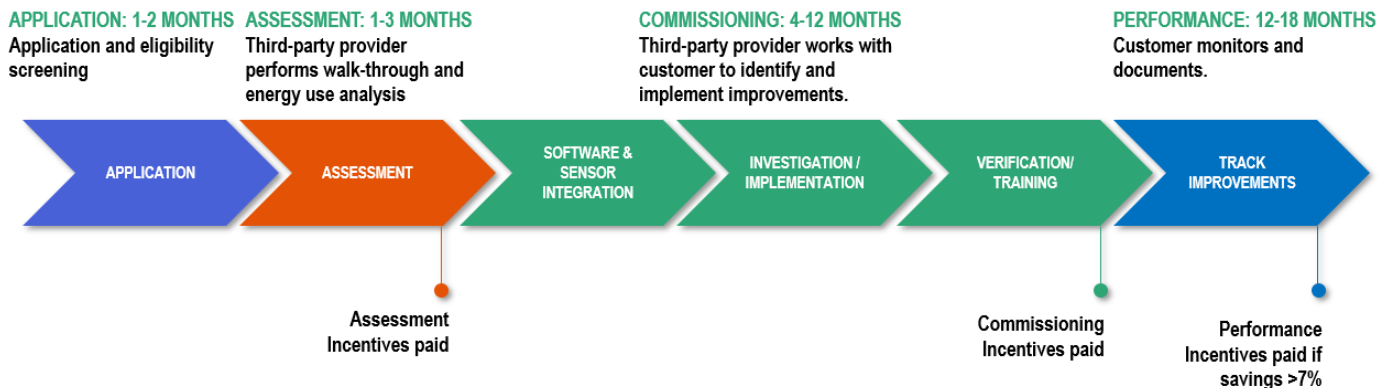 APPLICATION: 1-2 MONTHS
Application and eligibility
screening
ASSESSMENT: 1-3 MONTHS
Third-party provider
performs walk-through and
energy use analysis
COMMISSIONING: 4-12 MONTHS
Third-party provider works with
customer to identify and
implement improvements.
PERFORMANCE: 12-18 MONTHS
Customer monitors and
documents.
APPLICATION
ASSESSMENT
SOFTWARE &
SENSOR
INTEGRATION
INVESTIGATION /
IMPLEMENTATION
VERIFICATION/
TRAINING
TRACK
IMPROVEMENTS
Assessment
Incentives paid
Commissioning
Incentives paid
Performance
Incentives paid if
savings >7%